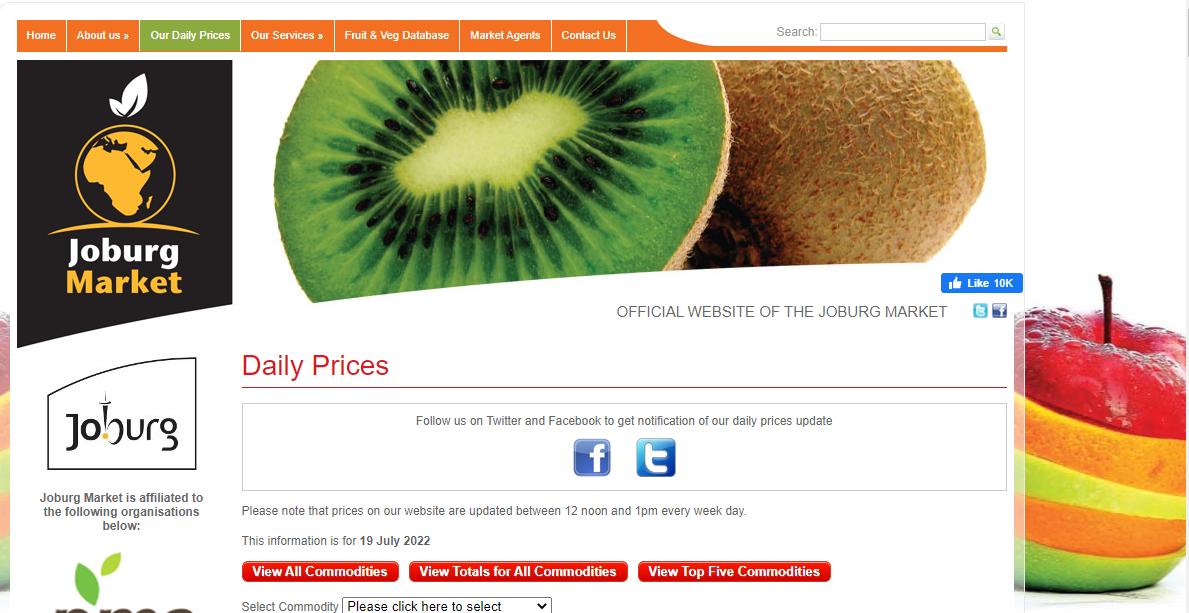 Home About us » Our Daily Prices Our Services » Fruit & Veg Database Market Agents Contact Us Search:
Joburg
Market
Like 10K
OFFICIAL WEBSITE OF THE JOBURG MARKET
Joburg
Joburg Market is affiliated to
the following organisations
below:
Daily Prices
Follow us on Twitter and Facebook to get notification of our daily prices update
Please note that prices on our website are updated between 12 noon and 1pm every week day.
This information is for 19 July 2022
View All Commodities View Totals for All Commodities View Top Five Commodities
Select Commodity Please click here to select